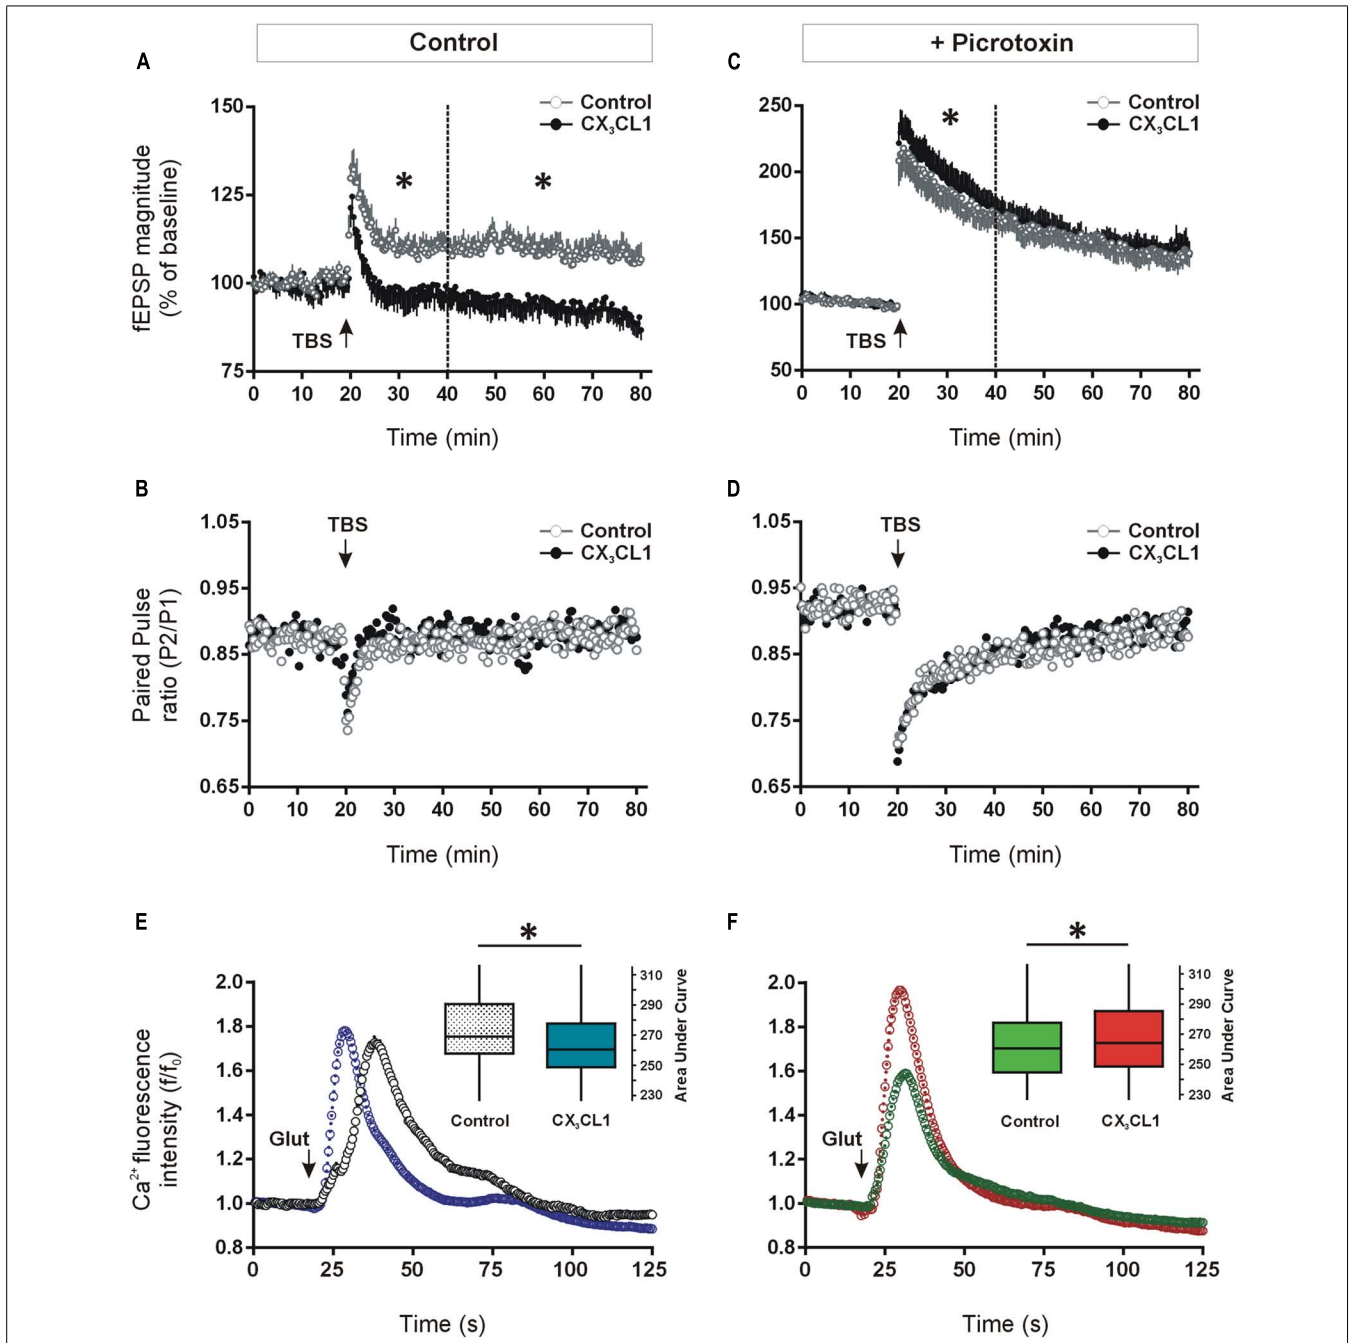 Control
+ Picrotoxin
A
150
125
100
75
fEPSP magnitude
(% of baseline)
Control
CX₃CL1
*
*
TBS
0 10 20 30 40 50 60 70 80
Time (min)
C
250
200
150
100
50
Control
CX₃CL1
*
TBS
0 10 20 30 40 50 60 70 80
Time (min)
B
1.05
0.95
0.85
0.75
0.65
Paired Pulse
ratio (P2/P1)
TBS
Control
CX₃CL1
0 10 20 30 40 50 60 70 80
Time (min)
D
1.05
0.95
0.85
0.75
0.65
TBS
Control
CX₃CL1
0 10 20 30 40 50 60 70 80
Time (min)
E
2.0
1.8
1.6
1.4
1.2
1.0
0.8
Ca²⁺ fluorescence
intensity (f/f₀)
Glut
*
310
290
270
250
230
Area Under Curve
Control
CX₃CL1
0 25 50 75 100 125
Time (s)
F
2.0
1.8
1.6
1.4
1.2
1.0
0.8
Glut
*
310
290
270
250
230
Area Under Curve
Control
CX₃CL1
0 25 50 75 100 125
Time (s)